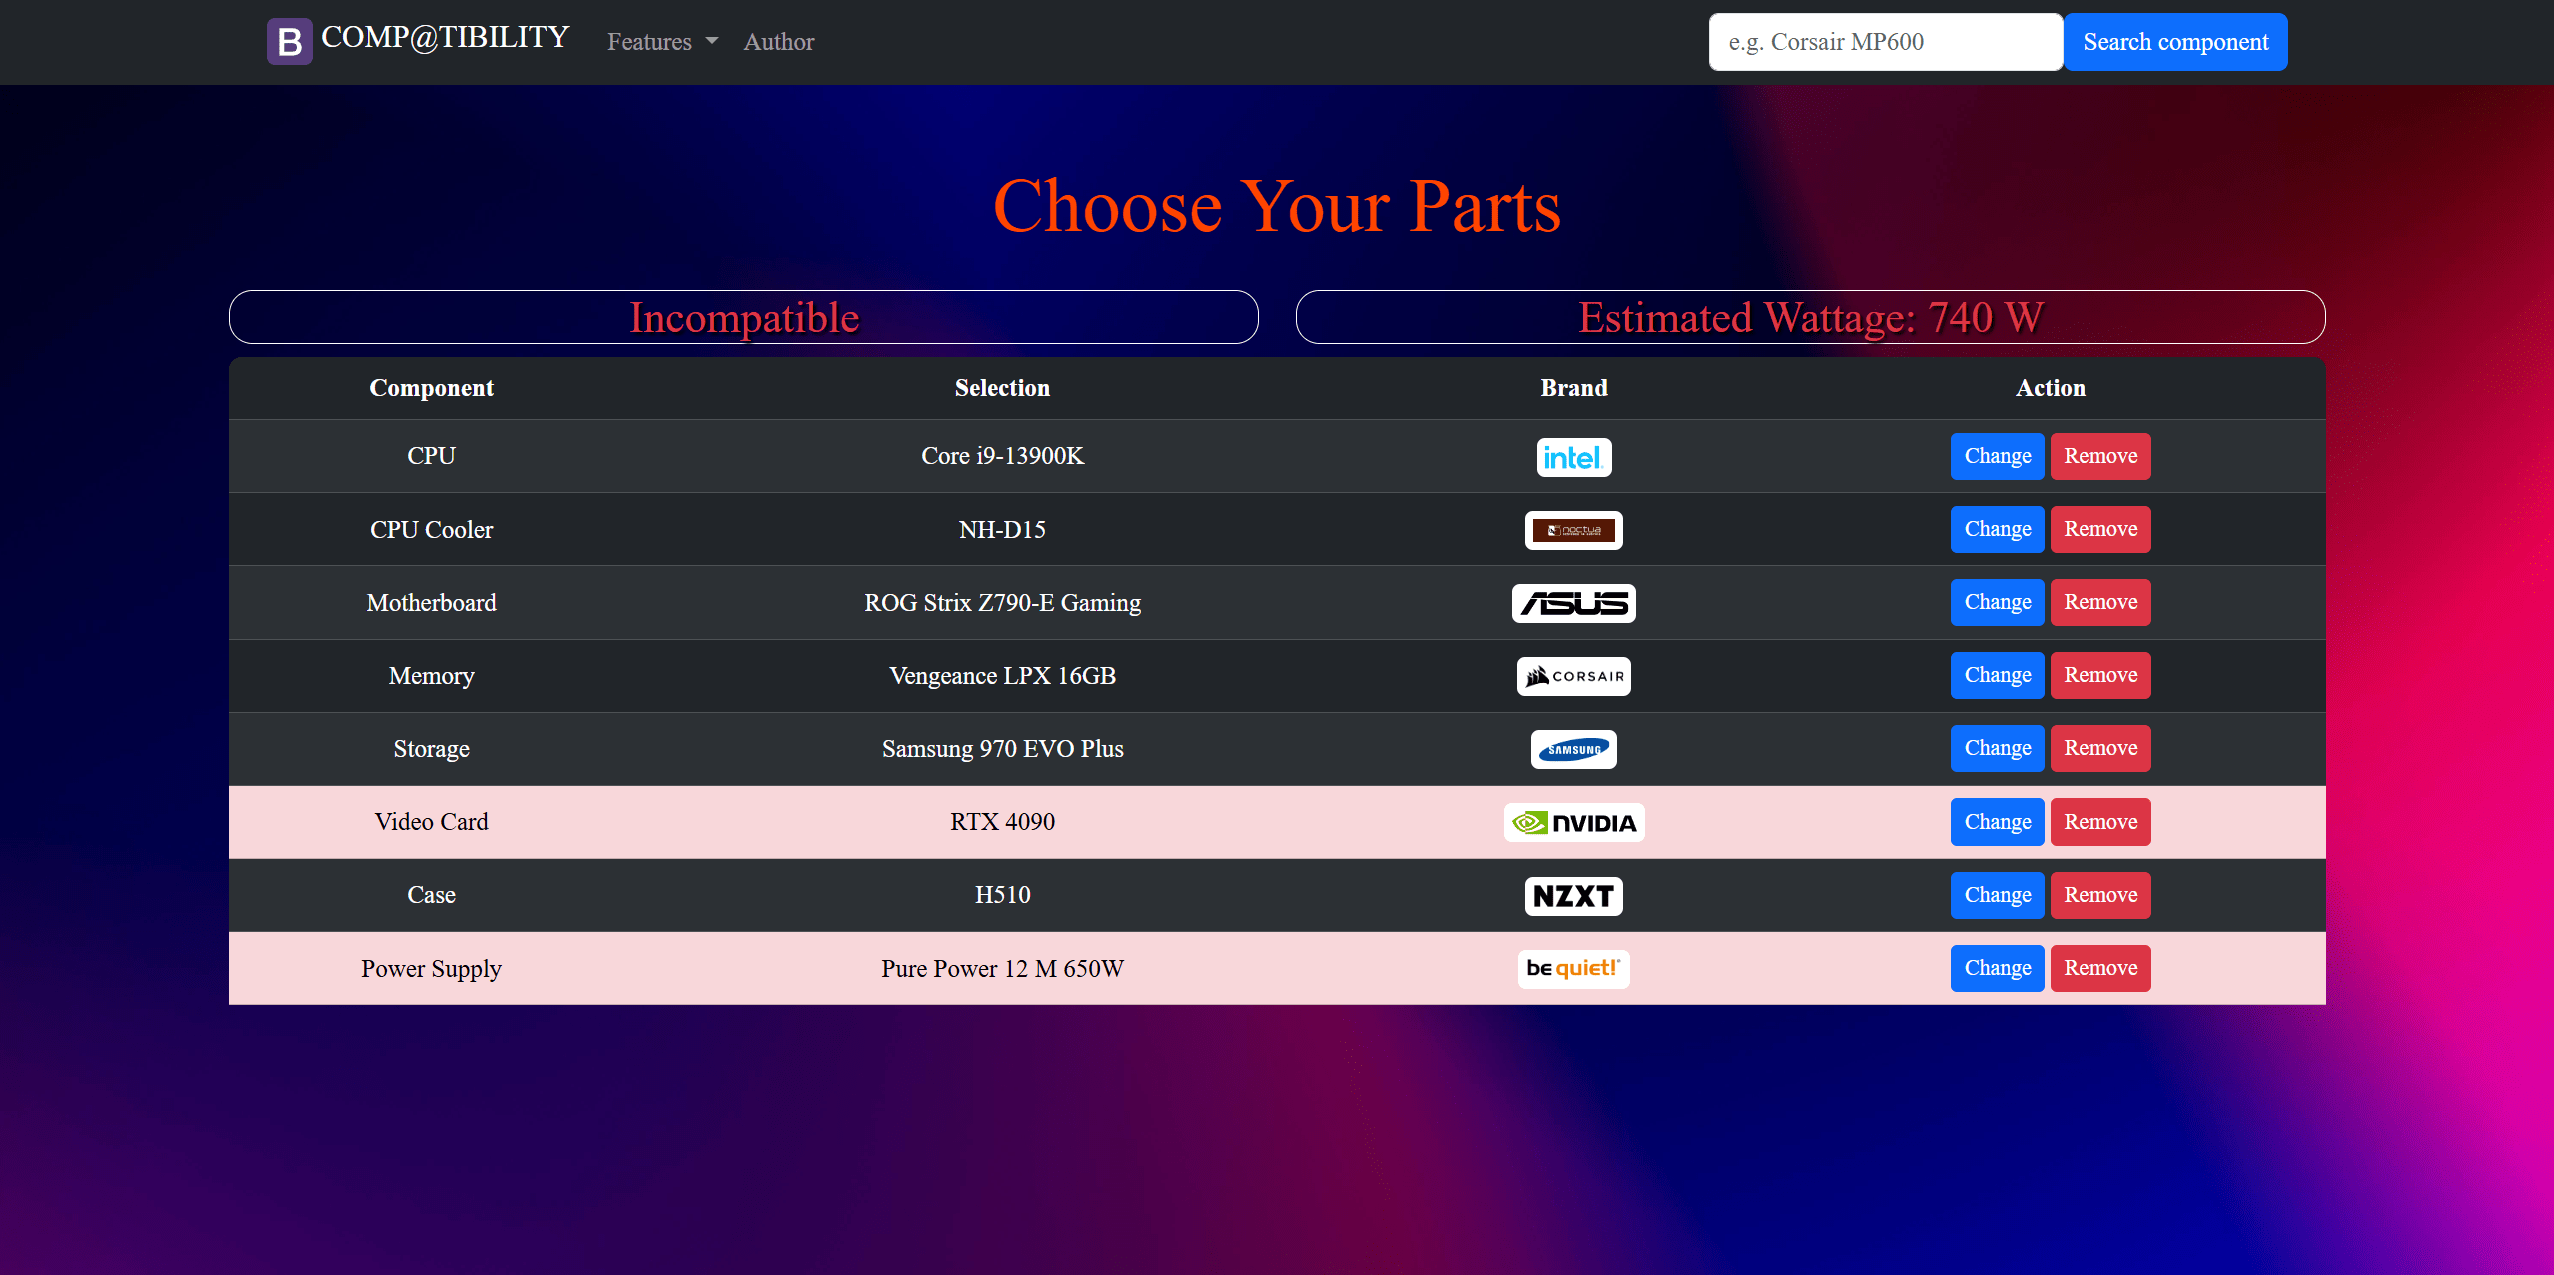 B COMP@TIBILITY Features Author e.g. Corsair MP600 Search component
Choose Your Parts
Incompatible Estimated Wattage: 740 W
Component Selection Brand Action
CPU Core i9-13900K intel. Change Remove
CPU Cooler NH-D15 noctua Change Remove
Motherboard ROG Strix Z790-E Gaming ASUS Change Remove
Memory Vengeance LPX 16GB CORSAIR Change Remove
Storage Samsung 970 EVO Plus SAMSUNG Change Remove
Video Card RTX 4090 NVIDIA Change Remove
Case H510 NZXT Change Remove
Power Supply Pure Power 12 M 650W be quiet!® Change Remove